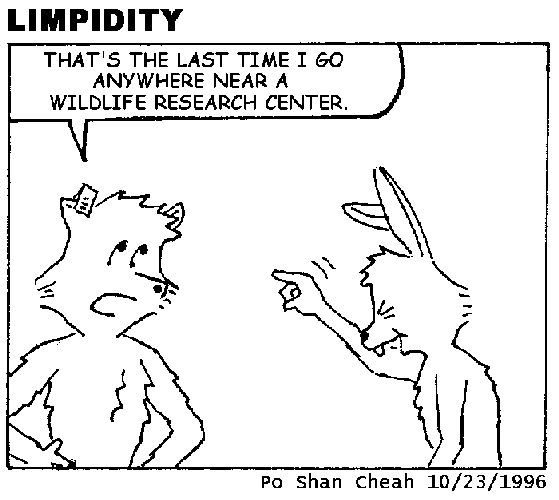 LIMPIDITY
THAT'S THE LAST TIME I GO
ANYWHERE NEAR A
WILDLIFE RESEARCH CENTER.
Po Shan Cheah 10/23/1996